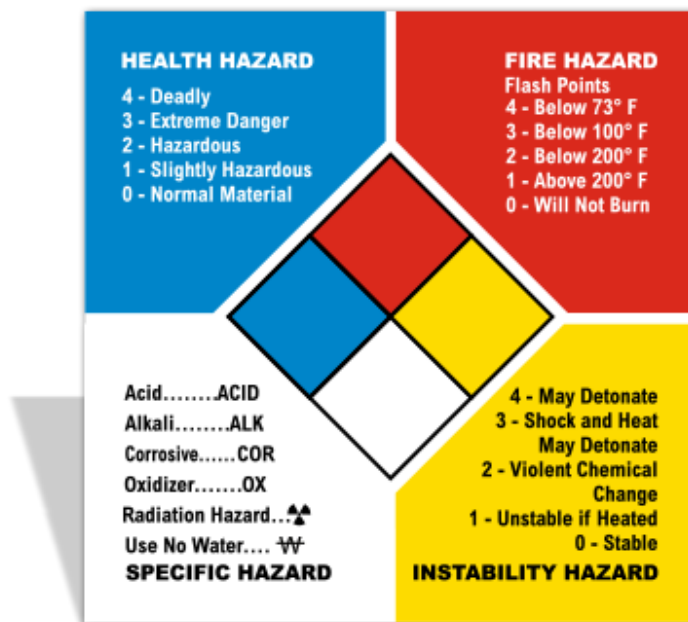 HEALTH HAZARD
4 - Deadly
3 - Extreme Danger
2 - Hazardous
1 - Slightly Hazardous
0 - Normal Material
FIRE HAZARD
Flash Points
4 - Below 73° F
3 - Below 100° F
2 - Below 200° F
1 - Above 200° F
0 - Will Not Burn
Acid........ACID
Alkali........ALK
Corrosive......COR
Oxidizer.......OX
Radiation Hazard...☢
Use No Water.... W̶
SPECIFIC HAZARD
4 - May Detonate
3 - Shock and Heat
May Detonate
2 - Violent Chemical
Change
1 - Unstable if Heated
0 - Stable
INSTABILITY HAZARD